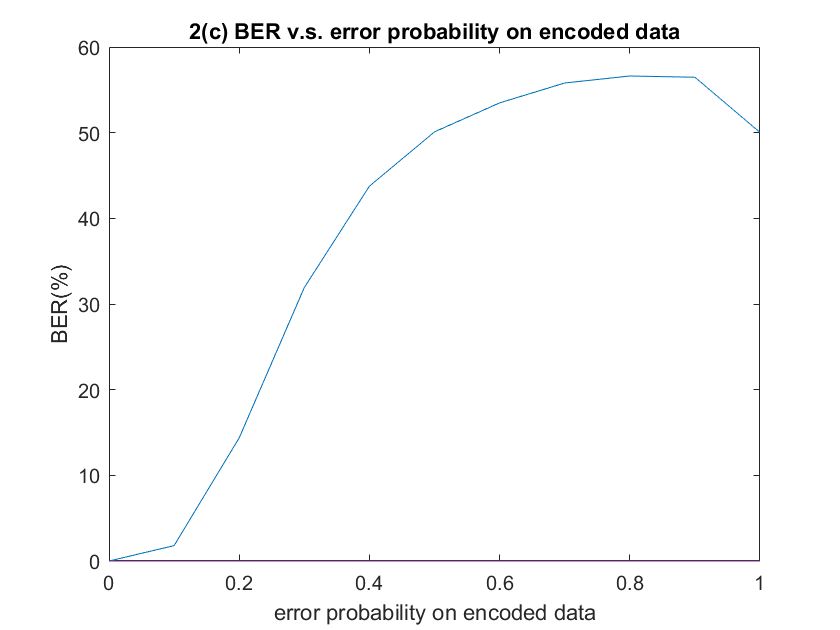 2(c) BER v.s. error probability on encoded data
60
50
40
30
20
10
0
BER(%)
0 0.2 0.4 0.6 0.8 1
error probability on encoded data